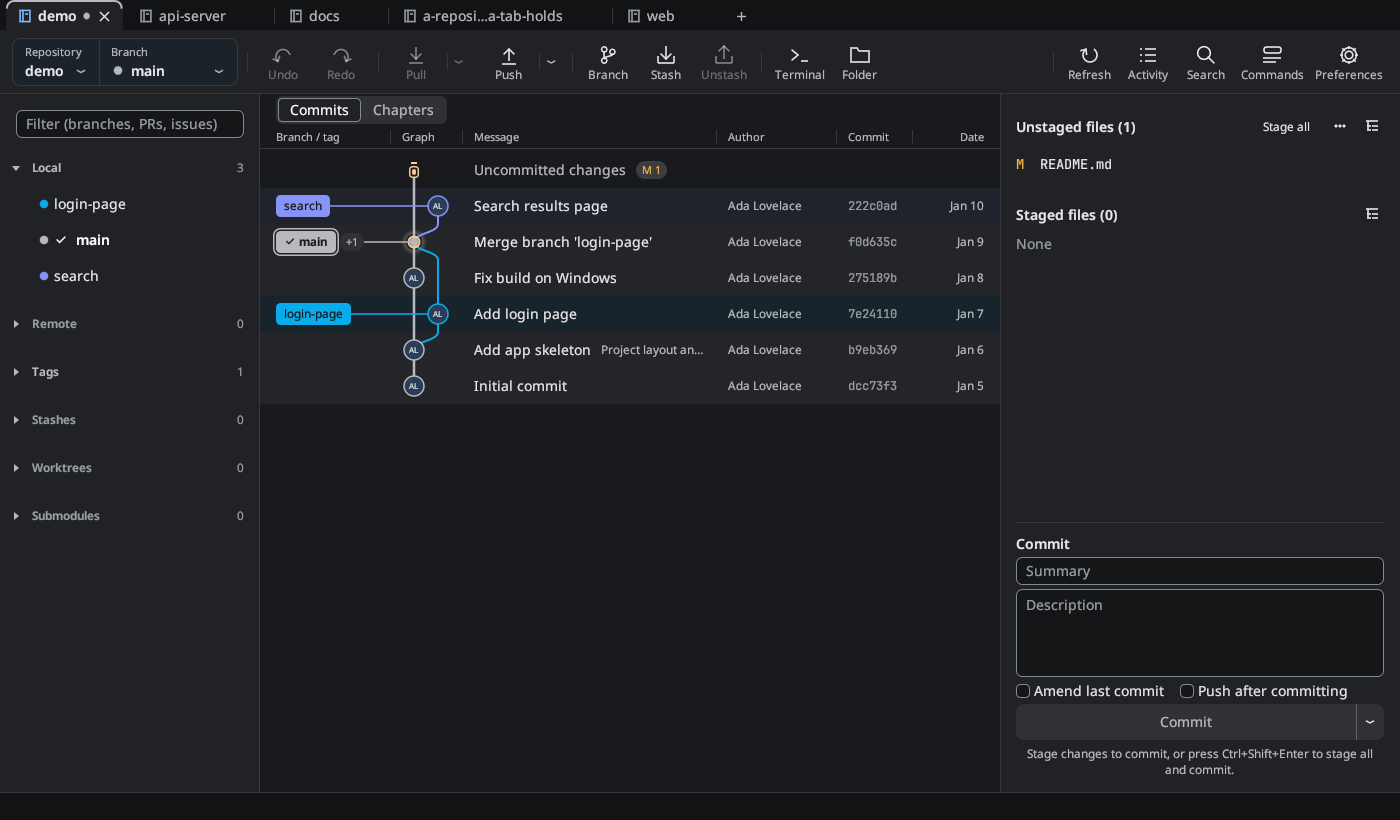 demo
api-server
docs
a-reposi...a-tab-holds
web
+
Repository
demo
Branch
main
Undo
Redo
Pull
Push
Branch
Stash
Unstash
Terminal
Folder
Refresh
Activity
Search
Commands
Preferences
Filter (branches, PRs, issues)
Local 3
login-page
main
search
Remote 0
Tags 1
Stashes 0
Worktrees 0
Submodules 0
Commits Chapters
Branch / tag Graph Message Author Commit Date
Uncommitted changes M 1
search AL Search results page Ada Lovelace 222c0ad Jan 10
main +1 Merge branch 'login-page' Ada Lovelace f0d635c Jan 9
AL Fix build on Windows Ada Lovelace 275189b Jan 8
login-page AL Add login page Ada Lovelace 7e24110 Jan 7
AL Add app skeleton Project layout an... Ada Lovelace b9eb369 Jan 6
AL Initial commit Ada Lovelace dcc73f3 Jan 5
Unstaged files (1) Stage all
M README.md
Staged files (0)
None
Commit
Summary
Description
Amend last commit Push after committing
Commit
Stage changes to commit, or press Ctrl+Shift+Enter to stage all
and commit.